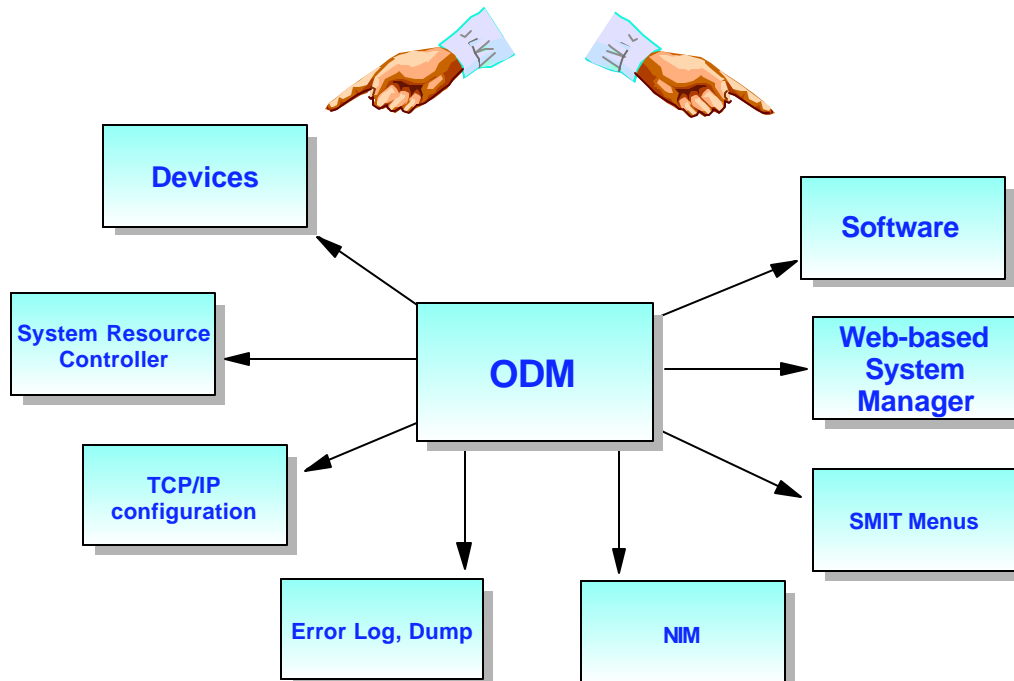 Devices
Software
System Resource
Controller
ODM
Web-based
System
Manager
TCP/IP
configuration
SMIT Menus
Error Log, Dump
NIM